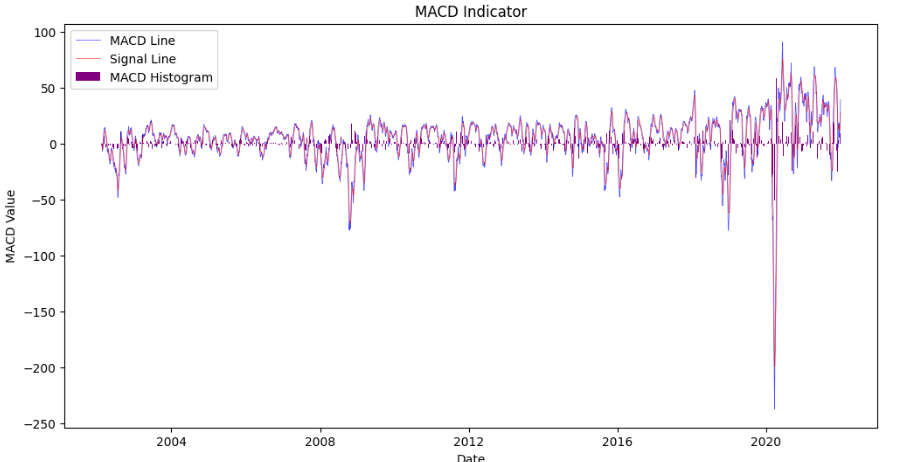 MACD Indicator
MACD Line
Signal Line
MACD Histogram
100
50
0
−50
−100
−150
−200
−250
MACD Value
2004
2008
2012
2016
2020
Date